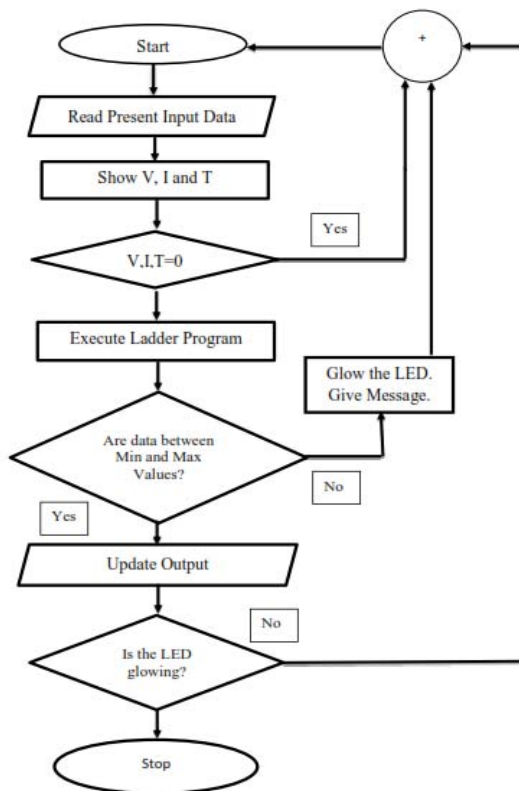 Start
+
Read Present Input Data
Show V, I and T
Yes
V,I,T=0
Execute Ladder Program
Glow the LED.
Give Message.
Are data between
Min and Max
Values?
No
Yes
Update Output
No
Is the LED
glowing?
Stop